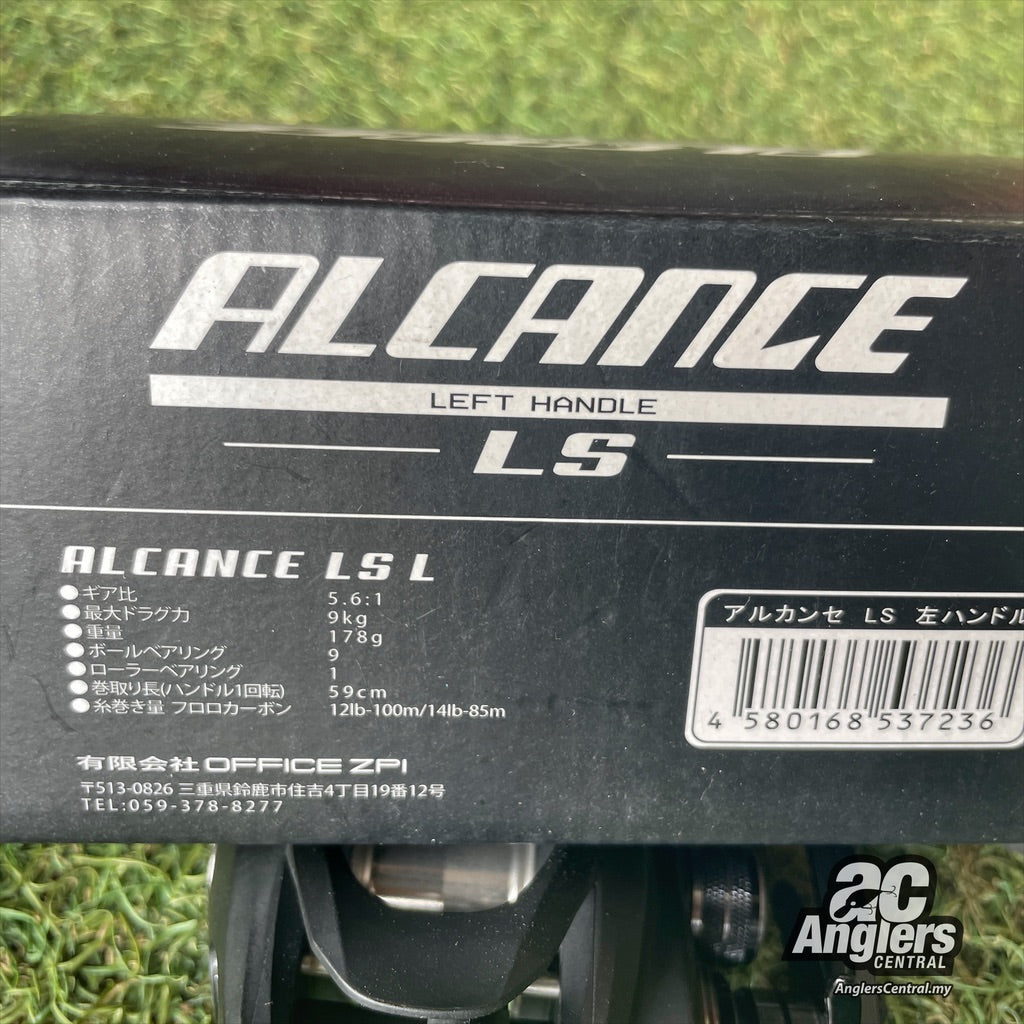 ALCANCE
LEFT HANDLE
LS
ALCANCE LS L
●ギア比 5.6:1
●最大ドラグ力 9kg
●重量 178g
●ボールベアリング 9
●ローラーベアリング 1
●巻取り長(ハンドル1回転) 59cm
●糸巻き量 フロロカーボン 12lb-100m/14lb-85m
有限会社 OFFICE ZPI
〒513-0826 三重県鈴鹿市住吉4丁目19番12号
TEL:059-378-8277
アルカンセ LS 左ハンドル
4 580168 537236
ac
Anglers
CENTRAL
AnglersCentral.my